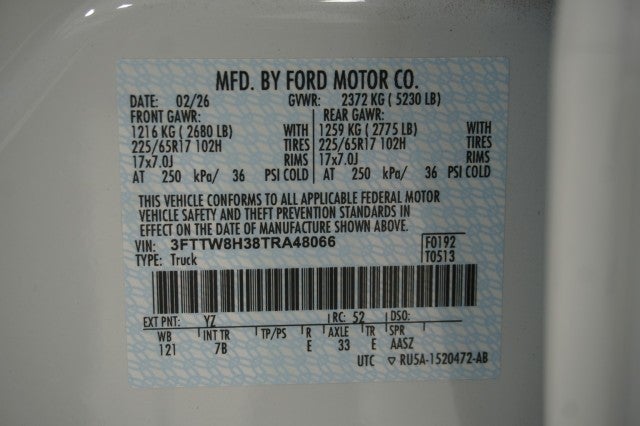 MFD. BY FORD MOTOR CO.
DATE: 02/26 GVWR: 2372 KG ( 5230 LB)
FRONT GAWR: REAR GAWR:
1216 KG ( 2680 LB) WITH 1259 KG ( 2775 LB) WITH
225/65R17 102H TIRES 225/65R17 102H TIRES
17x7.0J RIMS 17x7.0J RIMS
AT 250 kPa/ 36 PSI COLD AT 250 kPa/ 36 PSI COLD
THIS VEHICLE CONFORMS TO ALL APPLICABLE FEDERAL MOTOR
VEHICLE SAFETY AND THEFT PREVENTION STANDARDS IN
EFFECT ON THE DATE OF MANUFACTURE SHOWN ABOVE.
VIN: 3FTTW8H38TRA48066 F0192
TYPE: Truck T0513
EXT PNT: YZ RC: 52 DSO:
WB INT TR TP/PS R AXLE TR SPR
121 7B E 33 E AASZ
UTC ▽ RU5A-1520472-AB